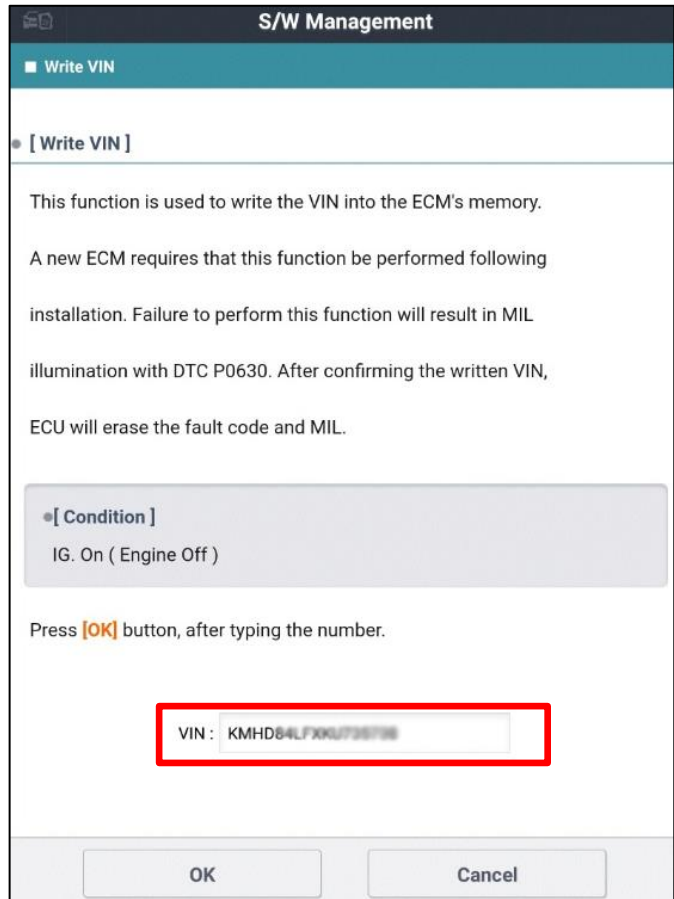 S/W Management
■ Write VIN
[ Write VIN ]
This function is used to write the VIN into the ECM's memory.
A new ECM requires that this function be performed following
installation. Failure to perform this function will result in MIL
illumination with DTC P0630. After confirming the written VIN,
ECU will erase the fault code and MIL.
[ Condition ]
IG. On ( Engine Off )
Press [OK] button, after typing the number.
VIN : KMHD
OK
Cancel